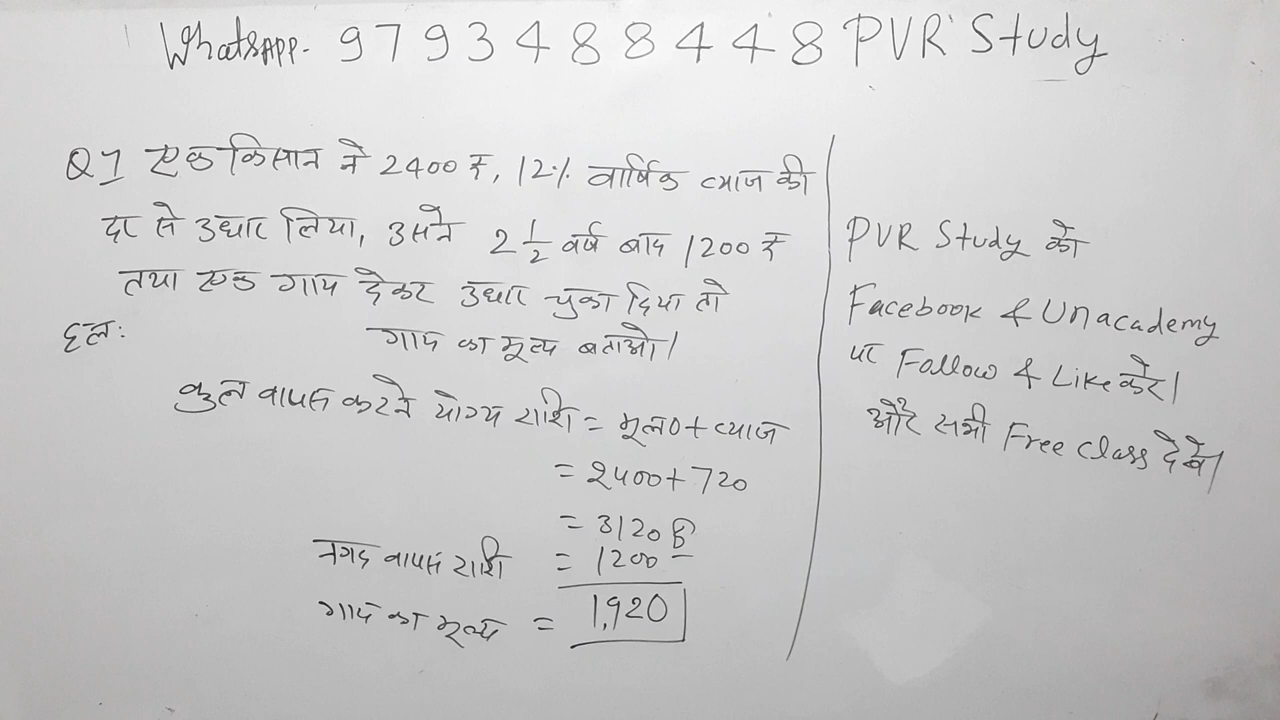 WhatsAPP. 9793488448 PVR Study
Q1 एक किसान ने 2400 ₹, 12% वार्षिक ब्याज की
दर से उधार लिया, उसने 2 1/2 वर्ष बाद 1200 ₹
तथा एक गाय देकर उधार चुका दिया तो
गाय का मूल्य बताओ।
हल:
कुल वापस करने योग्य राशि = मूल0 + ब्याज
= 2400 + 720
= 3120
नगद वापस राशि = 1200
गाय का मूल्य = 1,920
PVR Study को
Facebook & Unacademy
पर Follow & Like करें।
और सभी Free class देखें।